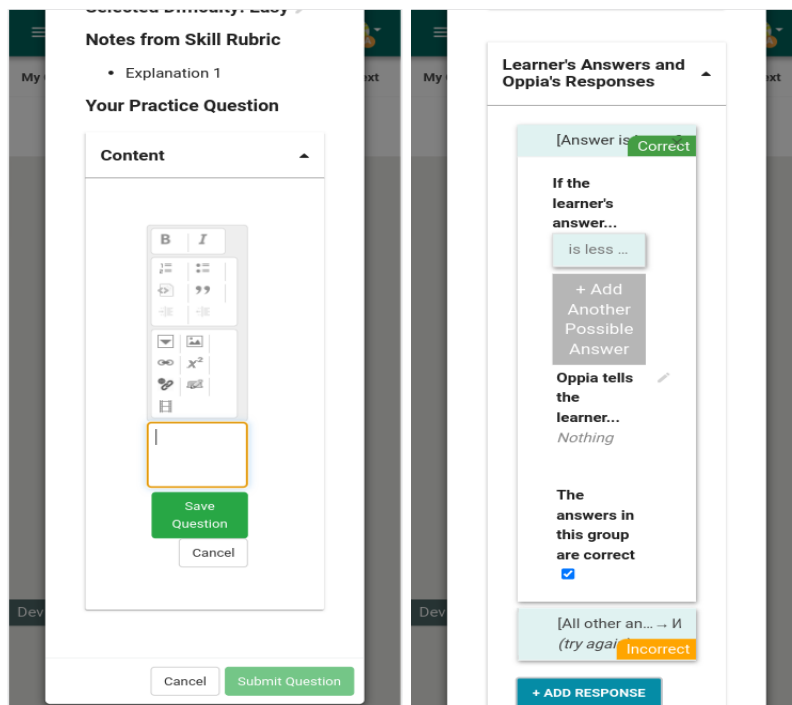 Selected Difficulty: Easy
Notes from Skill Rubric
• Explanation 1
My
ext
Your Practice Question
Content
B I
Save
Question
Cancel
Dev
Cancel
Submit Question
Learner's Answers and
Oppia's Responses
My
ext
[Answer is
Correct
If the
learner's
answer...
is less ...
+ Add
Another
Possible
Answer
Oppia tells
the
learner...
Nothing
The
answers in
this group
are correct
Dev
[All other an... →
(try agai
Incorrect
+ ADD RESPONSE